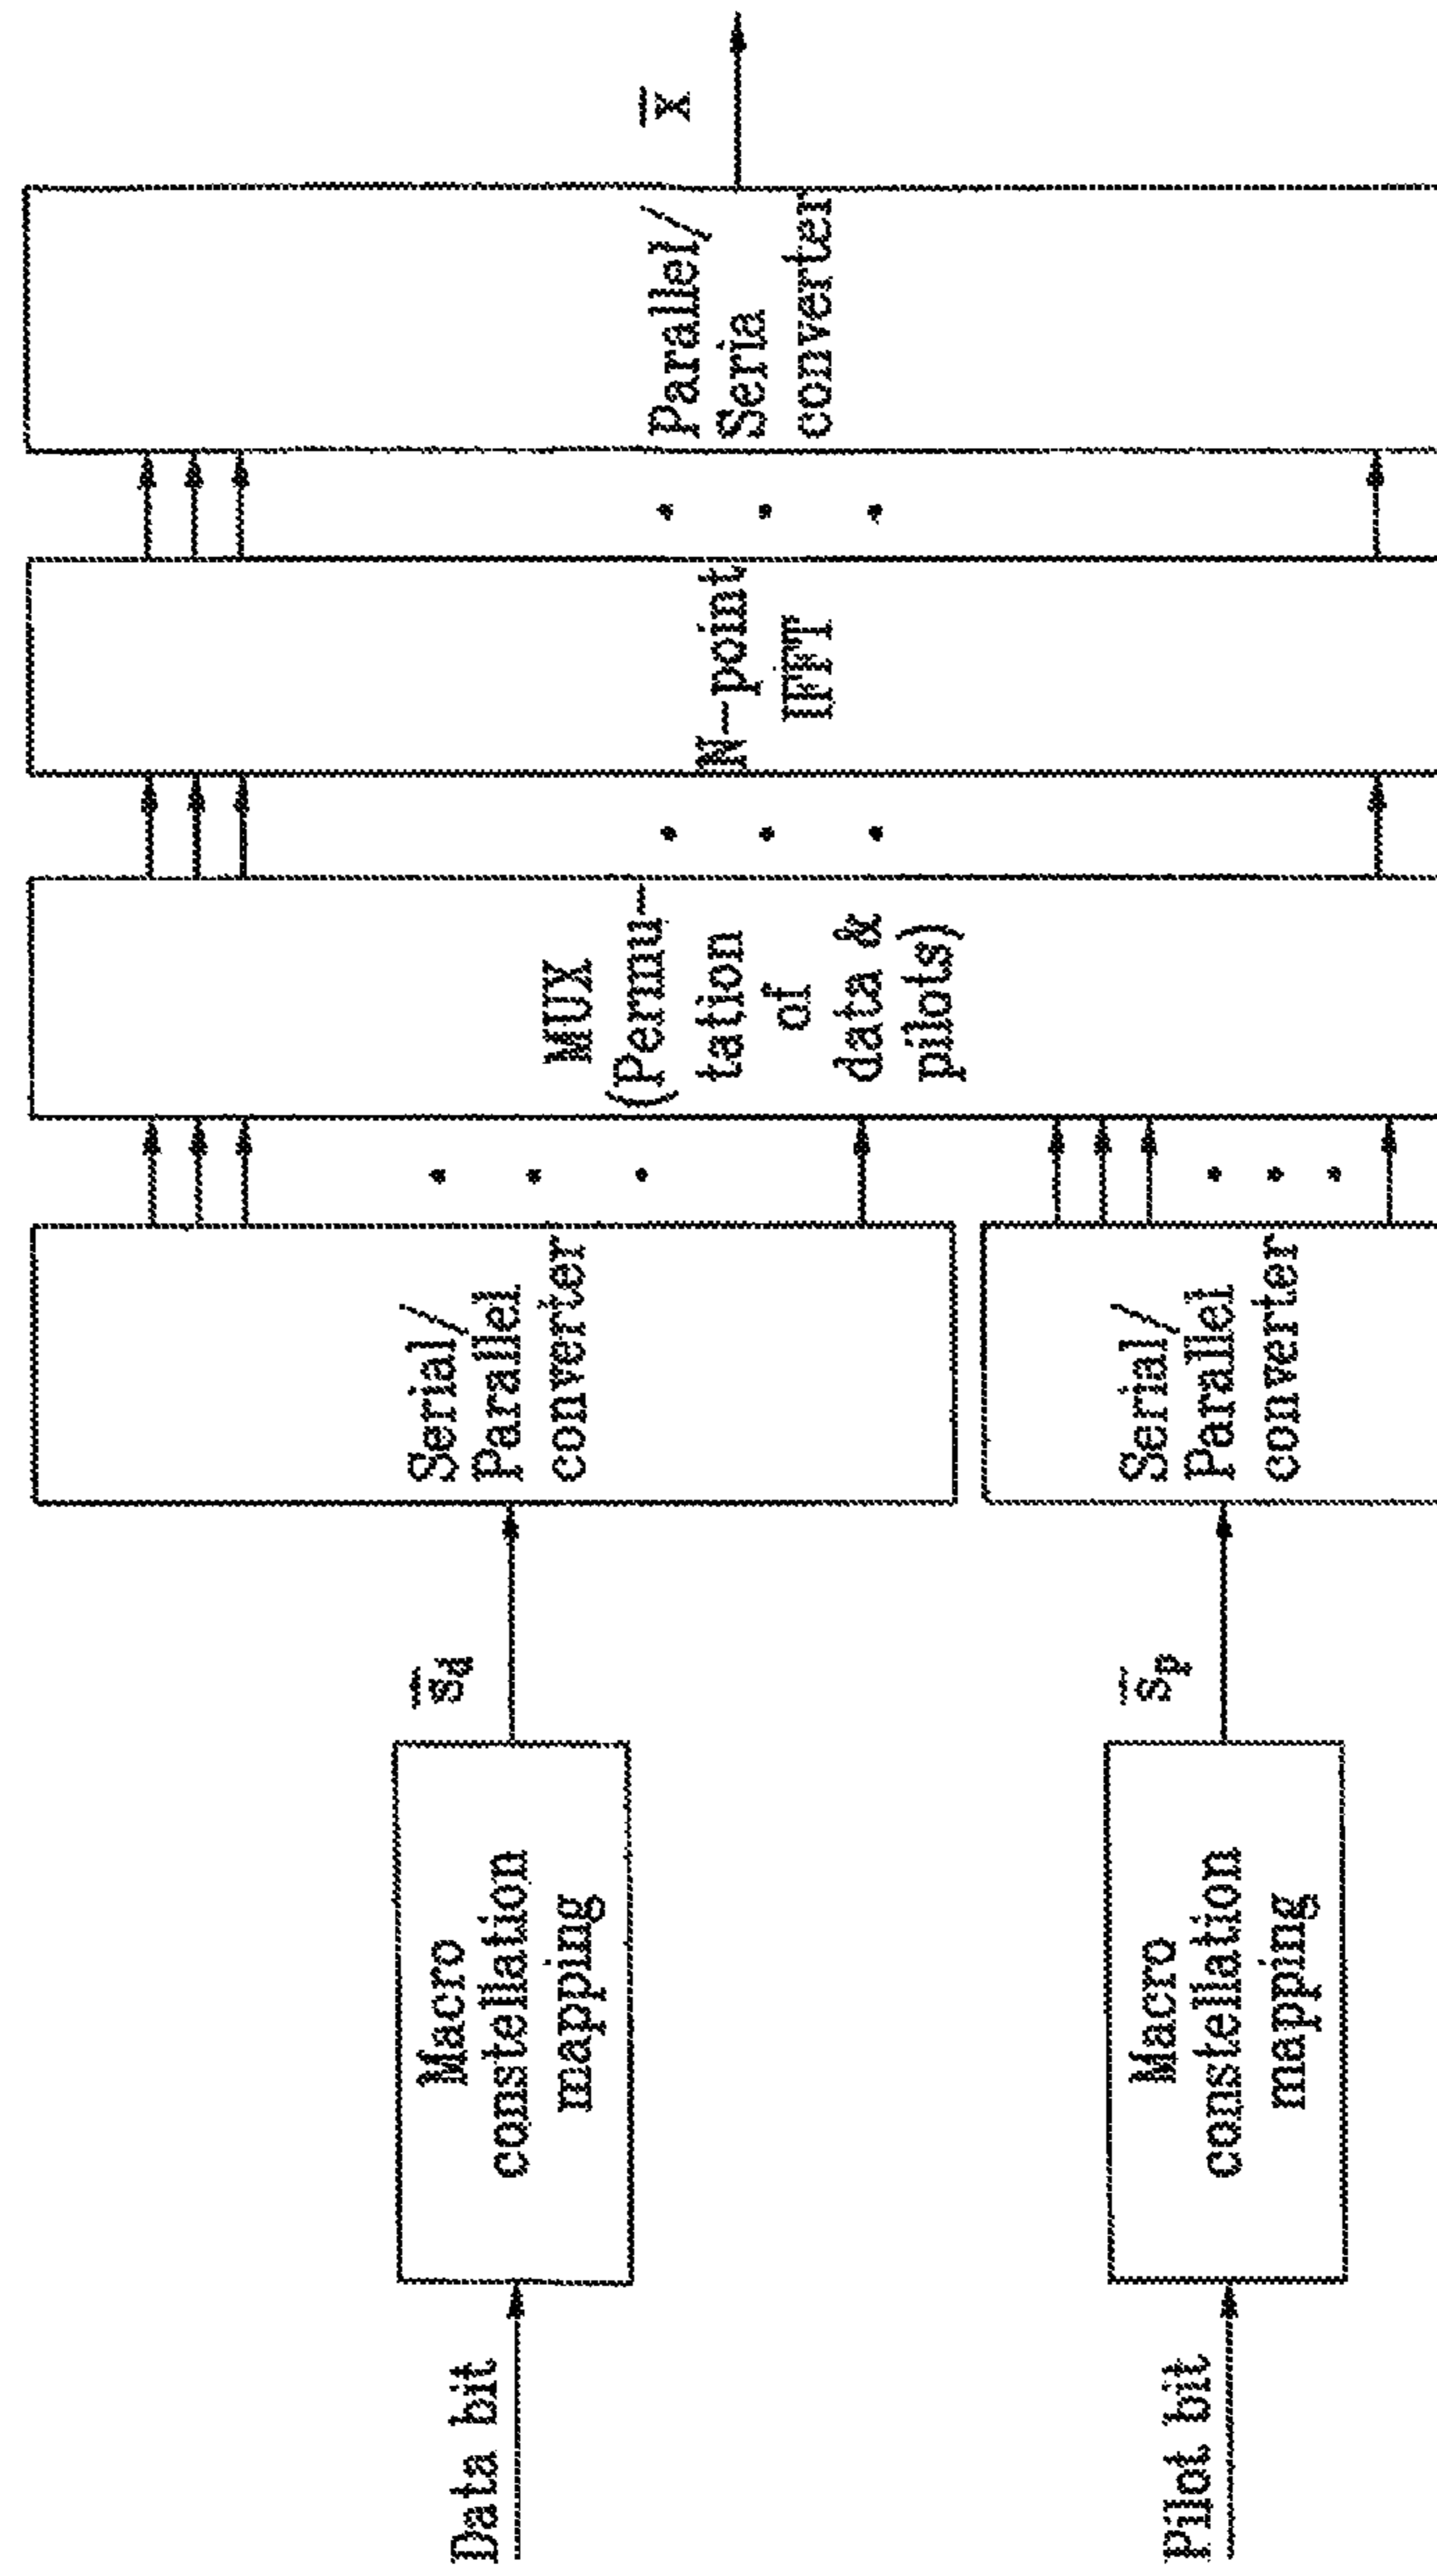 Data bit
Macro
constellation
mapping
s̄d
Serial/
Parallel
converter
Pilot bit
Macro
constellation
mapping
s̄p
Serial/
Parallel
converter
MUX
(Permu-
tation
of
data &
pilots)
N-point
IFFT
Parallel/
Seria
converter
x̄